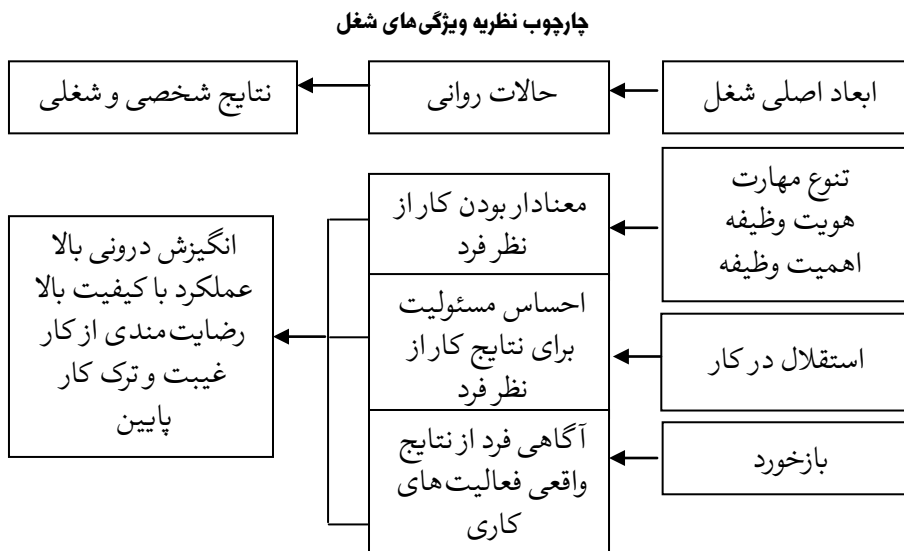 چارچوب نظریه ویژگی‌های شغل
ابعاد اصلی شغل
حالات روانی
نتایج شخصی و شغلی
تنوع مهارت
هویت وظیفه
اهمیت وظیفه
استقلال در کار
بازخورد
معنادار بودن کار از
نظر فرد
احساس مسئولیت
برای نتایج کار از
نظر فرد
آگاهی فرد از نتایج
واقعی فعالیت‌های
کاری
انگیزش درونی بالا
عملکرد با کیفیت بالا
رضایت‌مندی از کار
غیبت و ترک کار
پایین